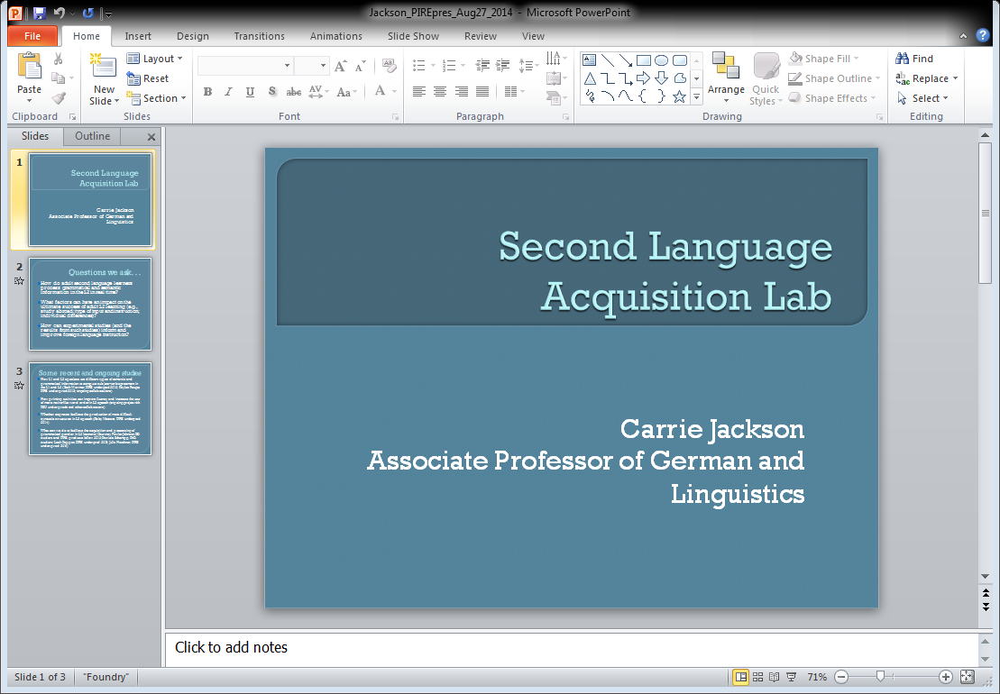 Jackson_PIREpres_Aug27_2014 - Microsoft PowerPoint
File Home Insert Design Transitions Animations Slide Show Review View
Paste
Clipboard
New Slide
Layout
Reset
Section
Slides
B I U S abc AV Aa A
Font
Paragraph
Arrange
Quick Styles
Shape Fill
Shape Outline
Shape Effects
Drawing
Find
Replace
Select
Editing
Slides Outline
1
Second Language
Acquisition Lab
Carrie Jackson
Associate Professor of German and
Linguistics
2
Questions we ask...
How do adult second language learners
process grammatical and semantic
information in the L2 in real time?
What factors can have an impact on the
ultimate success of adult L2 learning (e.g.,
study abroad, type of input and instruction,
individual differences)?
How can experimental studies (and the
results from such studies) inform and
improve foreign language instruction?
3
Some recent and ongoing studies
Second Language
Acquisition Lab
Carrie Jackson
Associate Professor of German and
Linguistics
Click to add notes
Slide 1 of 3 "Foundry" 71%